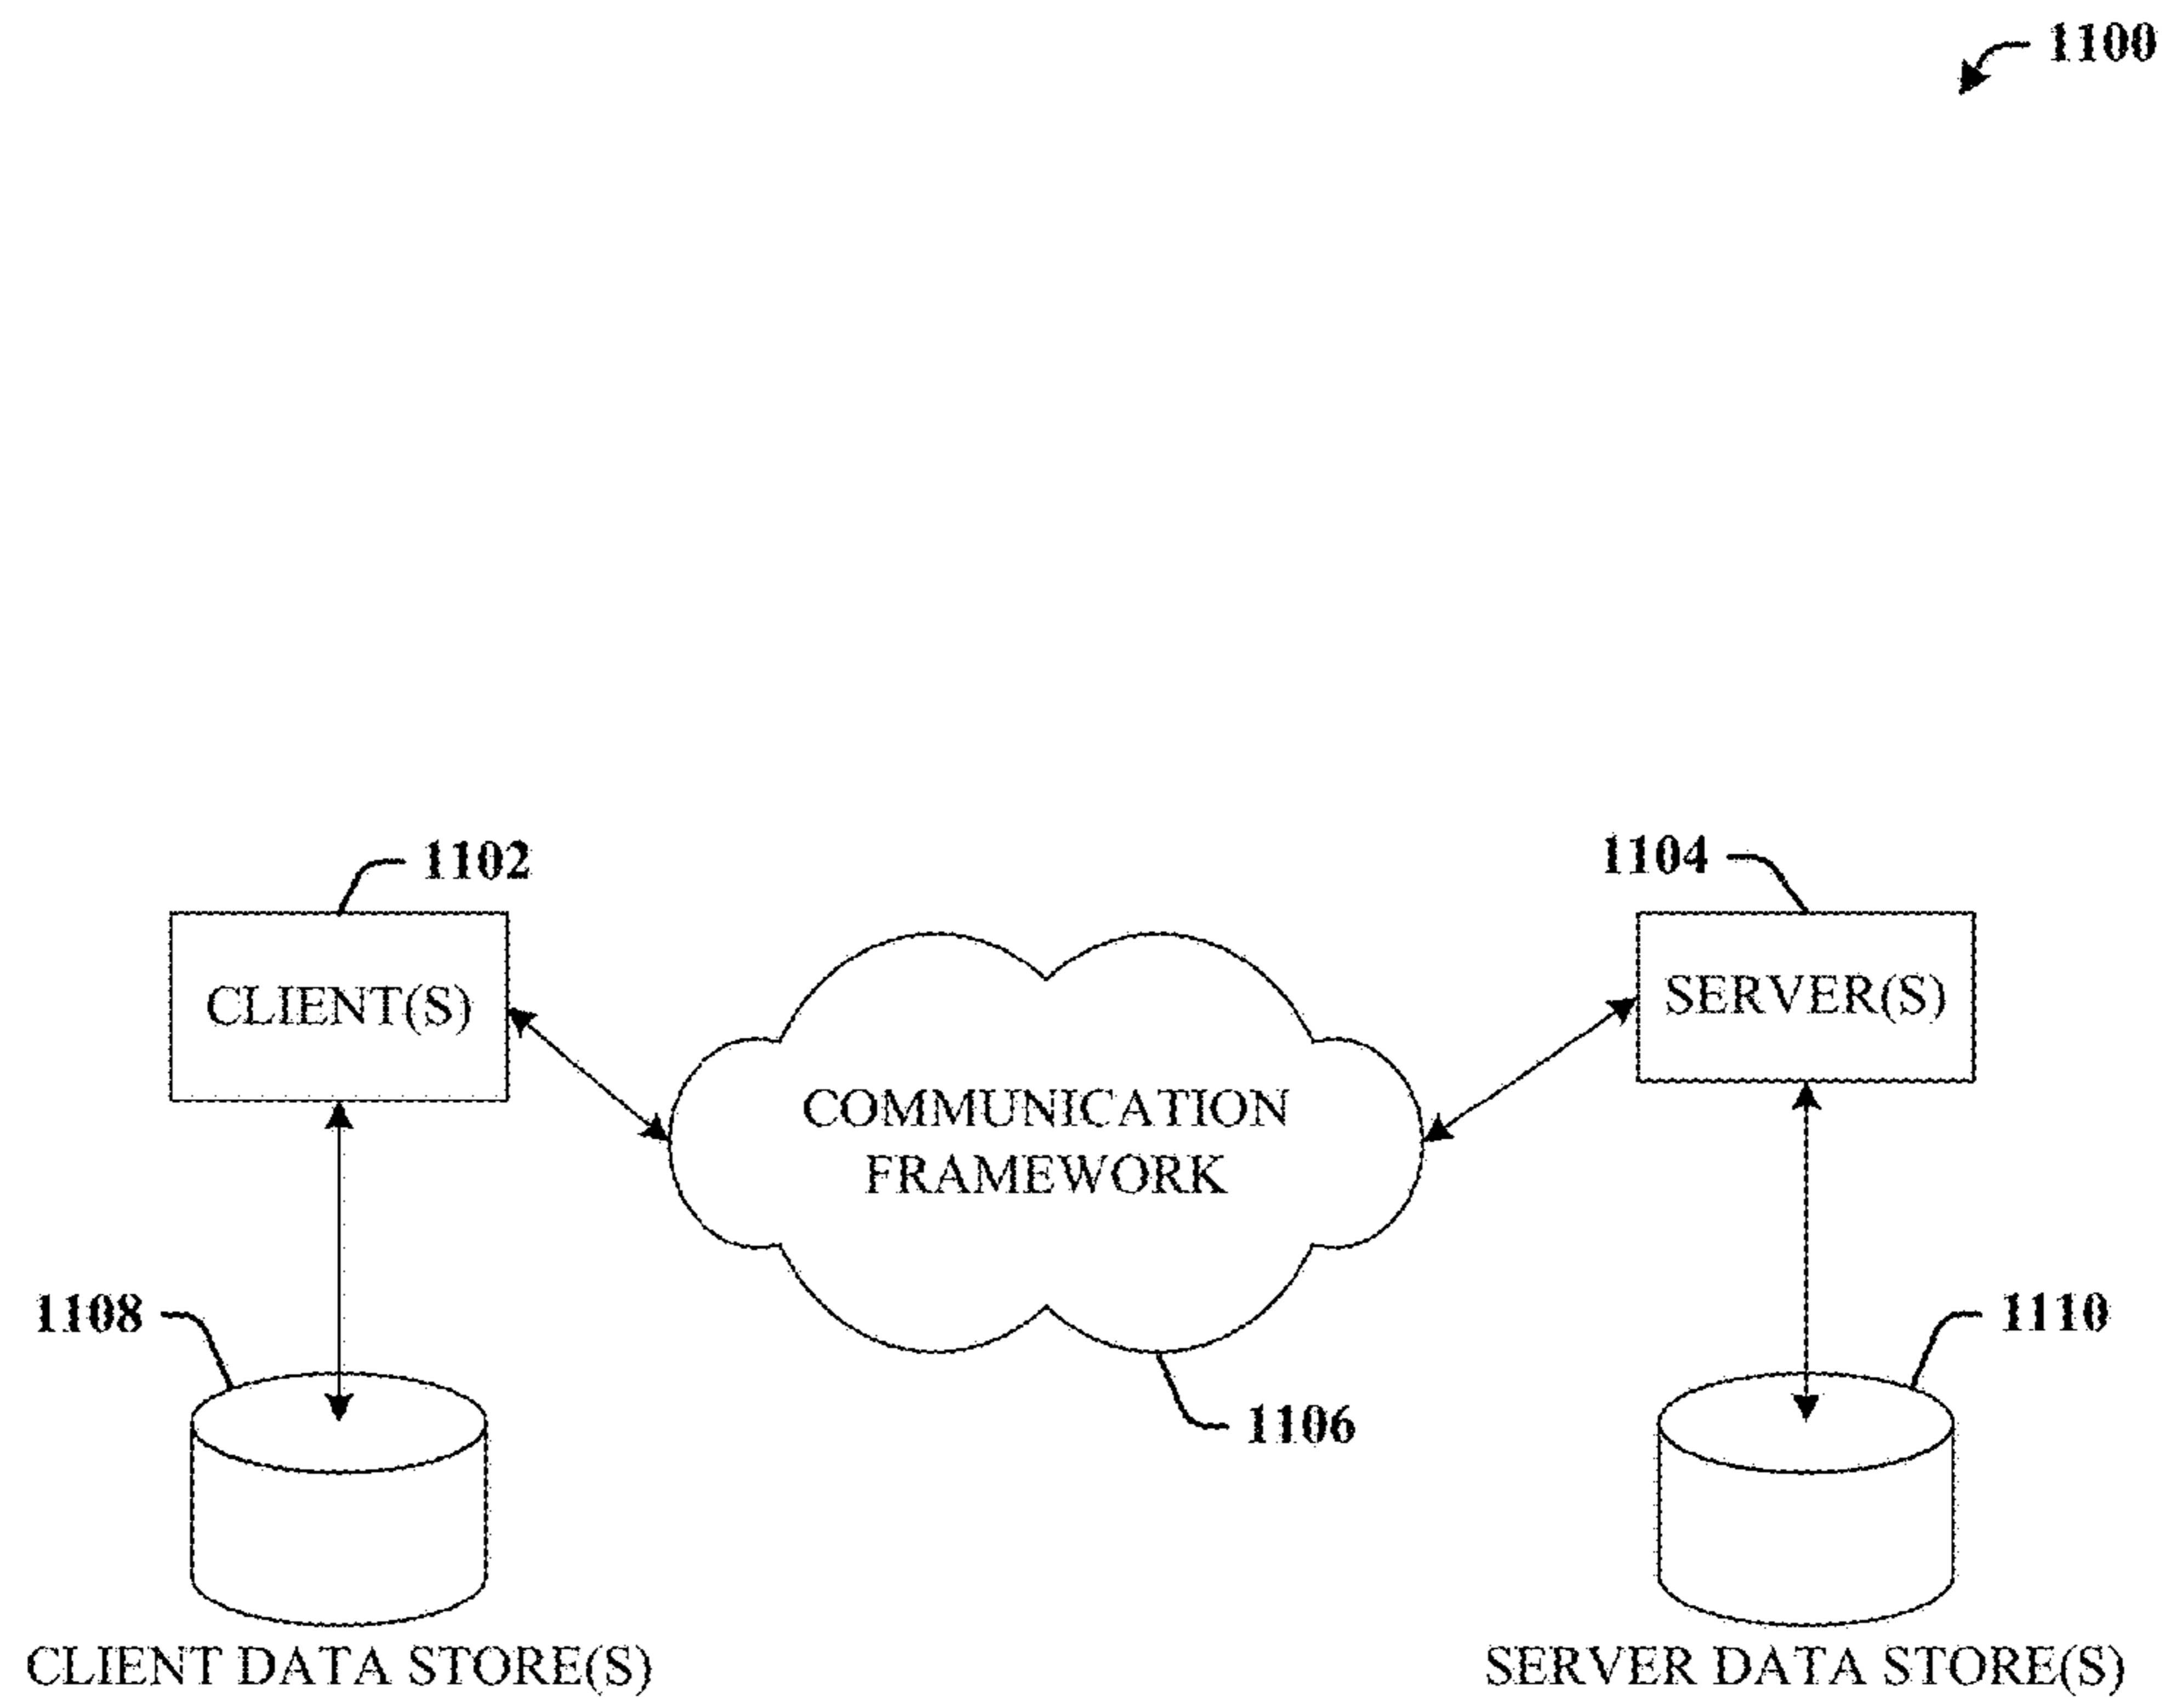 1100
1102
1104
CLIENT(S)
SERVER(S)
COMMUNICATION
FRAMEWORK
1108
1110
1106
CLIENT DATA STORE(S)
SERVER DATA STORE(S)